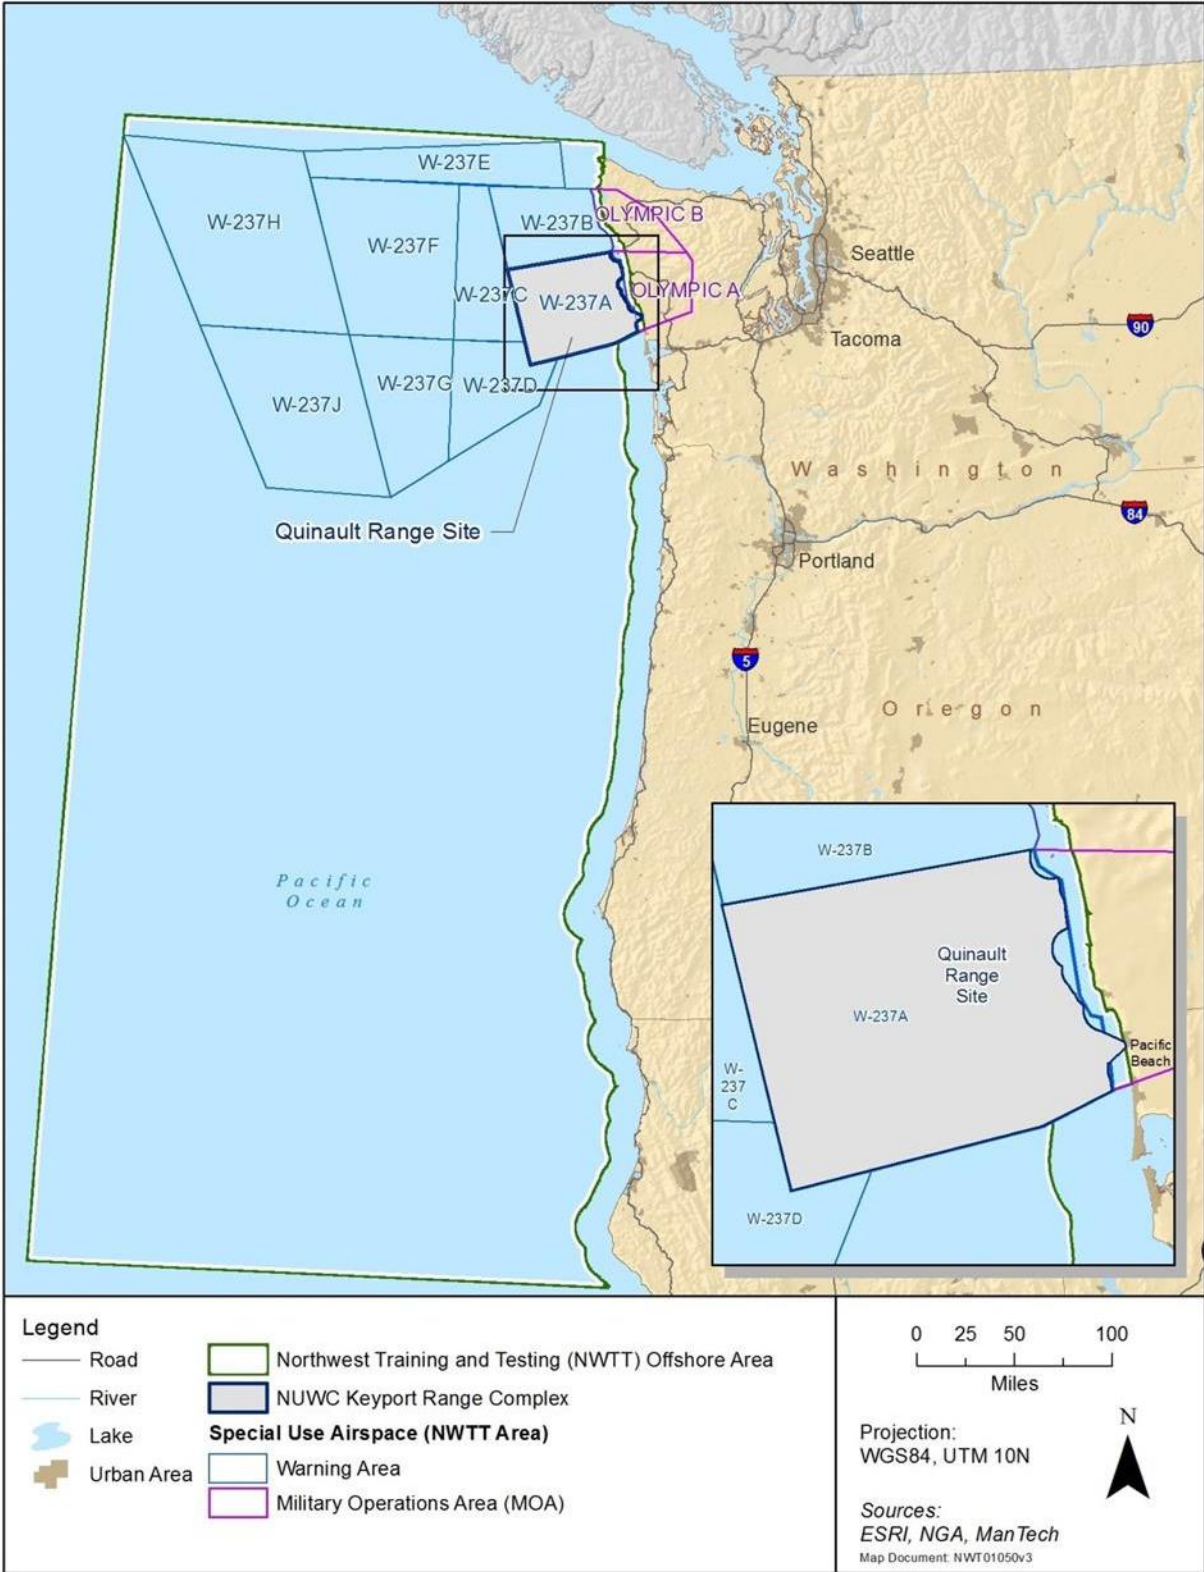 W-237E
W-237H
W-237B
OLYMPIC B
W-237F
Seattle
W-237C
W-237A
OLYMPIC A
90
Tacoma
W-237G
W-237D
W-237J
Washington
84
Quinault Range Site
Portland
5
Oregon
Eugene
Pacific
Ocean
W-237B
Quinault
Range
Site
W-237A
Pacific
Beach
W-
237
C
W-237D
Legend
Road
River
Lake
Urban Area
Northwest Training and Testing (NWTT) Offshore Area
NUWC Keyport Range Complex
Special Use Airspace (NWTT Area)
Warning Area
Military Operations Area (MOA)
0 25 50 100
Miles
N
Projection:
WGS84, UTM 10N
Sources:
ESRI, NGA, ManTech
Map Document: NWT01050v3